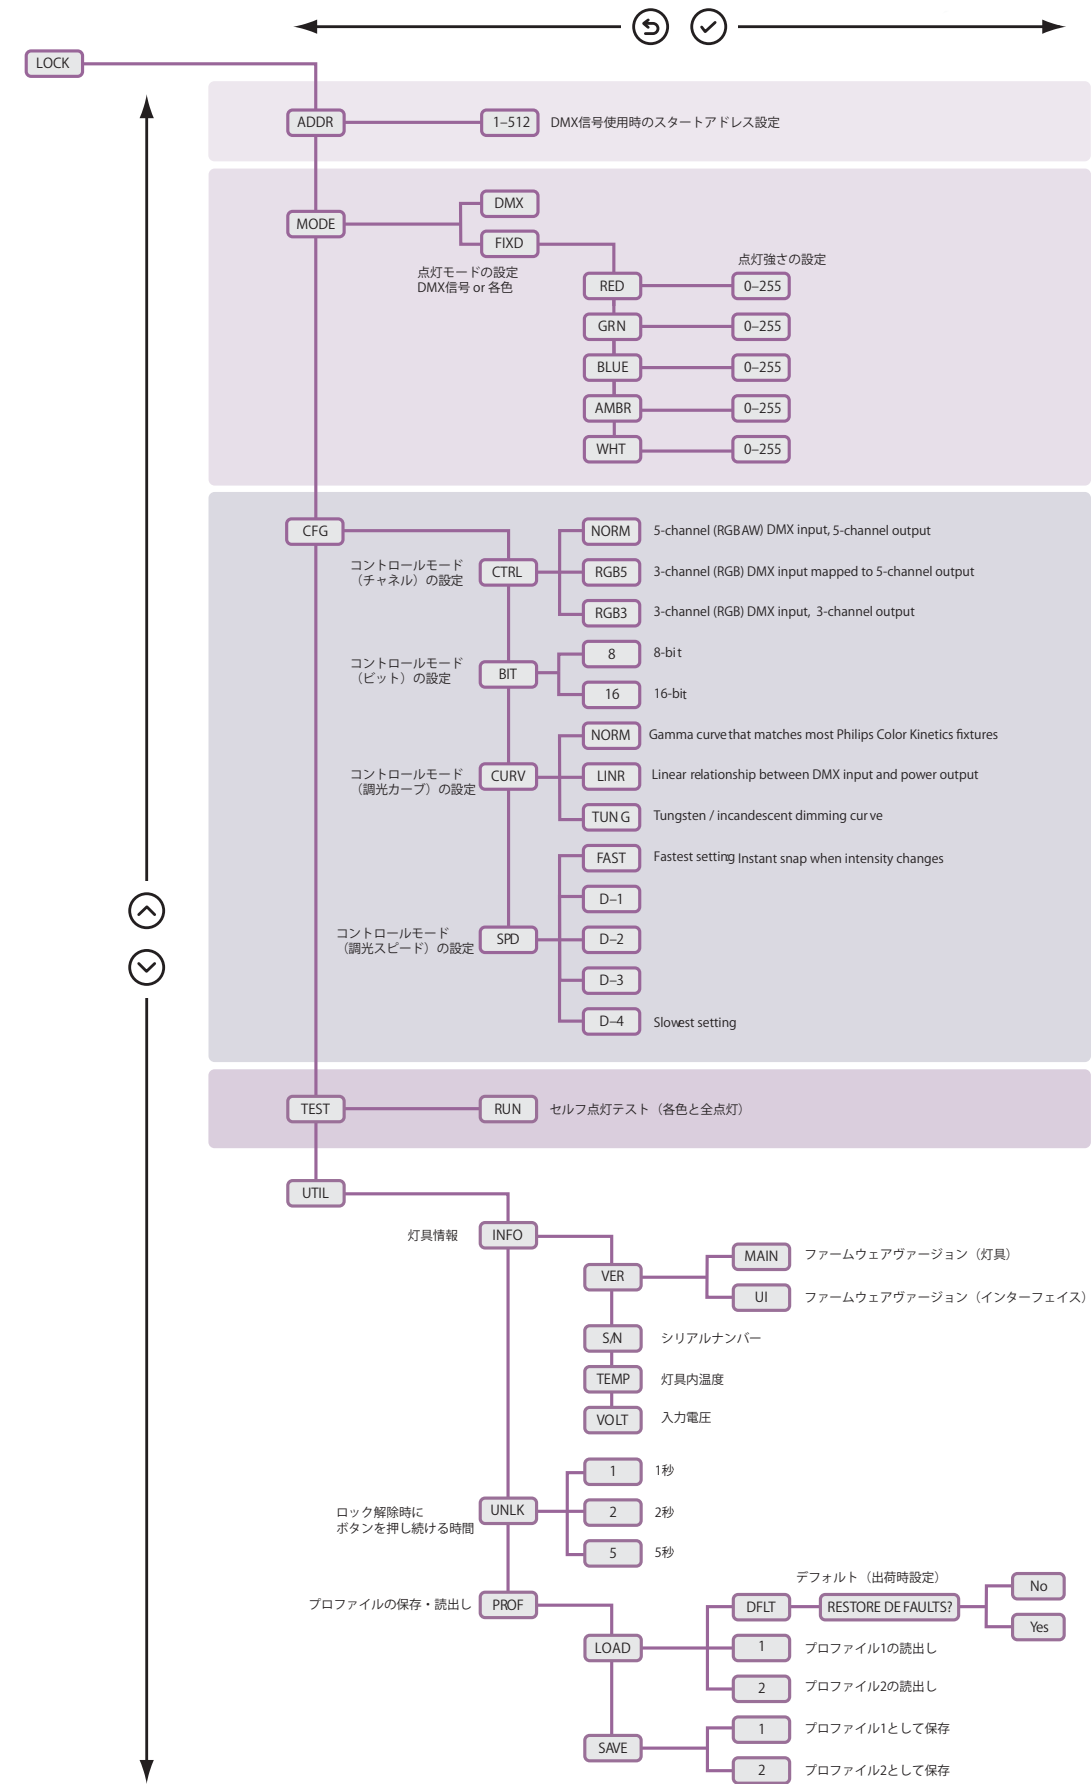 LOCK
ADDR
1–512
DMX信号使用時のスタートアドレス設定
MODE
DMX
FIXD
点灯モードの設定
DMX信号 or 各色
点灯強さの設定
RED
0–255
GRN
0–255
BLUE
0–255
AMBR
0–255
WHT
0–255
CFG
コントロールモード
（チャネル）の設定
CTRL
NORM
5-channel (RGBAW) DMX input, 5-channel output
RGB5
3-channel (RGB) DMX input mapped to 5-channel output
RGB3
3-channel (RGB) DMX input, 3-channel output
コントロールモード
（ビット）の設定
BIT
8
8-bit
16
16-bit
コントロールモード
（調光カーブ）の設定
CURV
NORM
Gamma curve that matches most Philips Color Kinetics fixtures
LINR
Linear relationship between DMX input and power output
TUNG
Tungsten / incandescent dimming curve
コントロールモード
（調光スピード）の設定
SPD
FAST
Fastest setting Instant snap when intensity changes
D–1
D–2
D–3
D–4
Slowest setting
TEST
RUN
セルフ点灯テスト（各色と全点灯）
UTIL
灯具情報
INFO
VER
MAIN
ファームウェアヴァージョン（灯具）
UI
ファームウェアヴァージョン（インターフェイス）
S/N
シリアルナンバー
TEMP
灯具内温度
VOLT
入力電圧
ロック解除時に
ボタンを押し続ける時間
UNLK
1
1秒
2
2秒
5
5秒
プロファイルの保存・読出し
PROF
LOAD
デフォルト（出荷時設定）
DFLT
RESTORE DEFAULTS?
No
Yes
1
プロファイル1の読出し
2
プロファイル2の読出し
SAVE
1
プロファイル1として保存
2
プロファイル2として保存